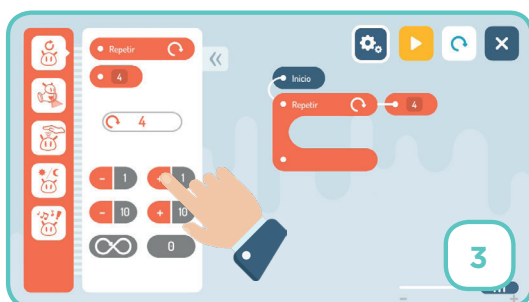 Repetir
4
4
Inicio
Repetir 4
- 1 + 1
- 10 + 10
0
3
- +